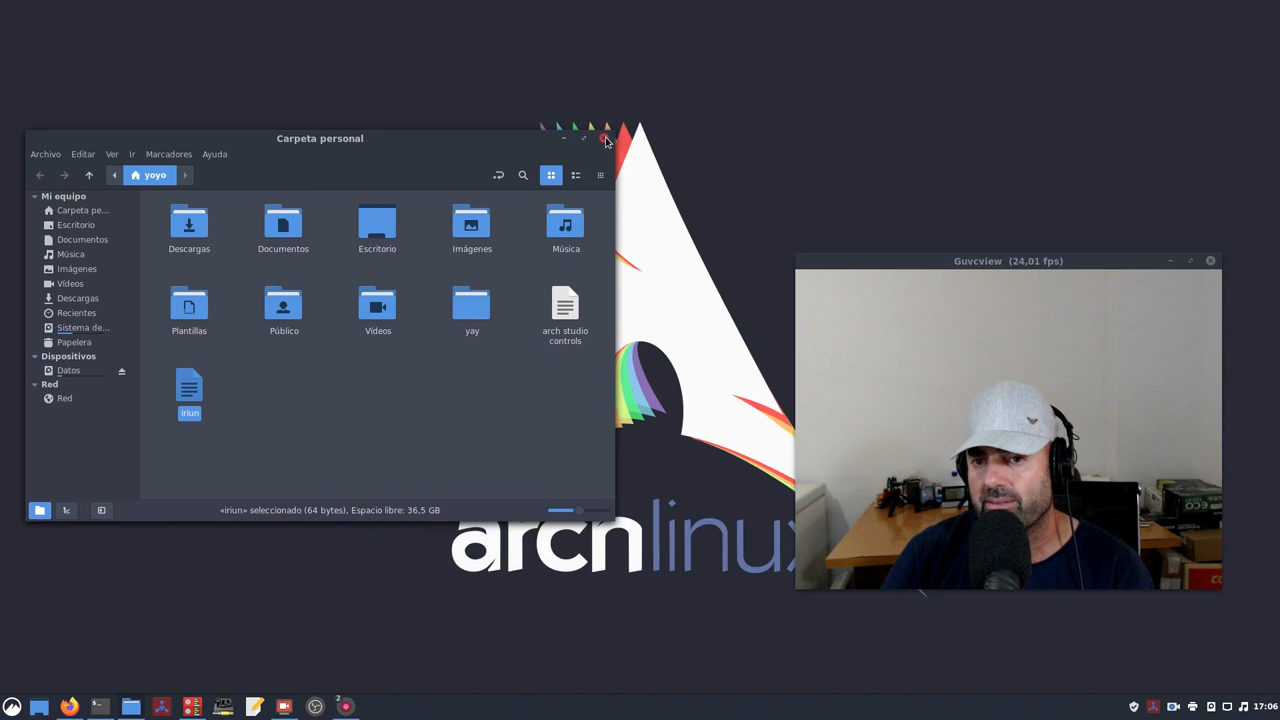 Carpeta personal
Archivo Editar Ver Ir Marcadores Ayuda
yoyo
Mi equipo
Carpeta pe...
Escritorio
Documentos
Música
Imágenes
Vídeos
Descargas
Recientes
Sistema de...
Papelera
Dispositivos
Datos
Red
Red
Descargas Documentos Escritorio Imágenes Música
Plantillas Público Vídeos yay arch studio
controls
iriun
«iriun» seleccionado (64 bytes), Espacio libre: 36,5 GB
Guvcview (24,01 fps)
ECO
archlinux
2
17:06